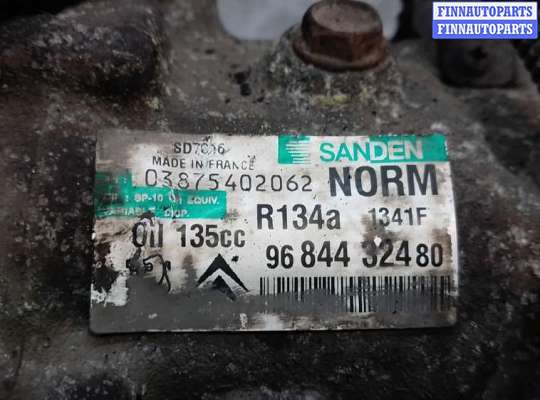 FINNAUTOPARTS
FINNAUTOPARTS
SANDEN
MADE IN FRANCE
03875402062 NORM
SP-10 OR EQUIV.
R134a 1341F
Oil 135cc
96 844 324 80